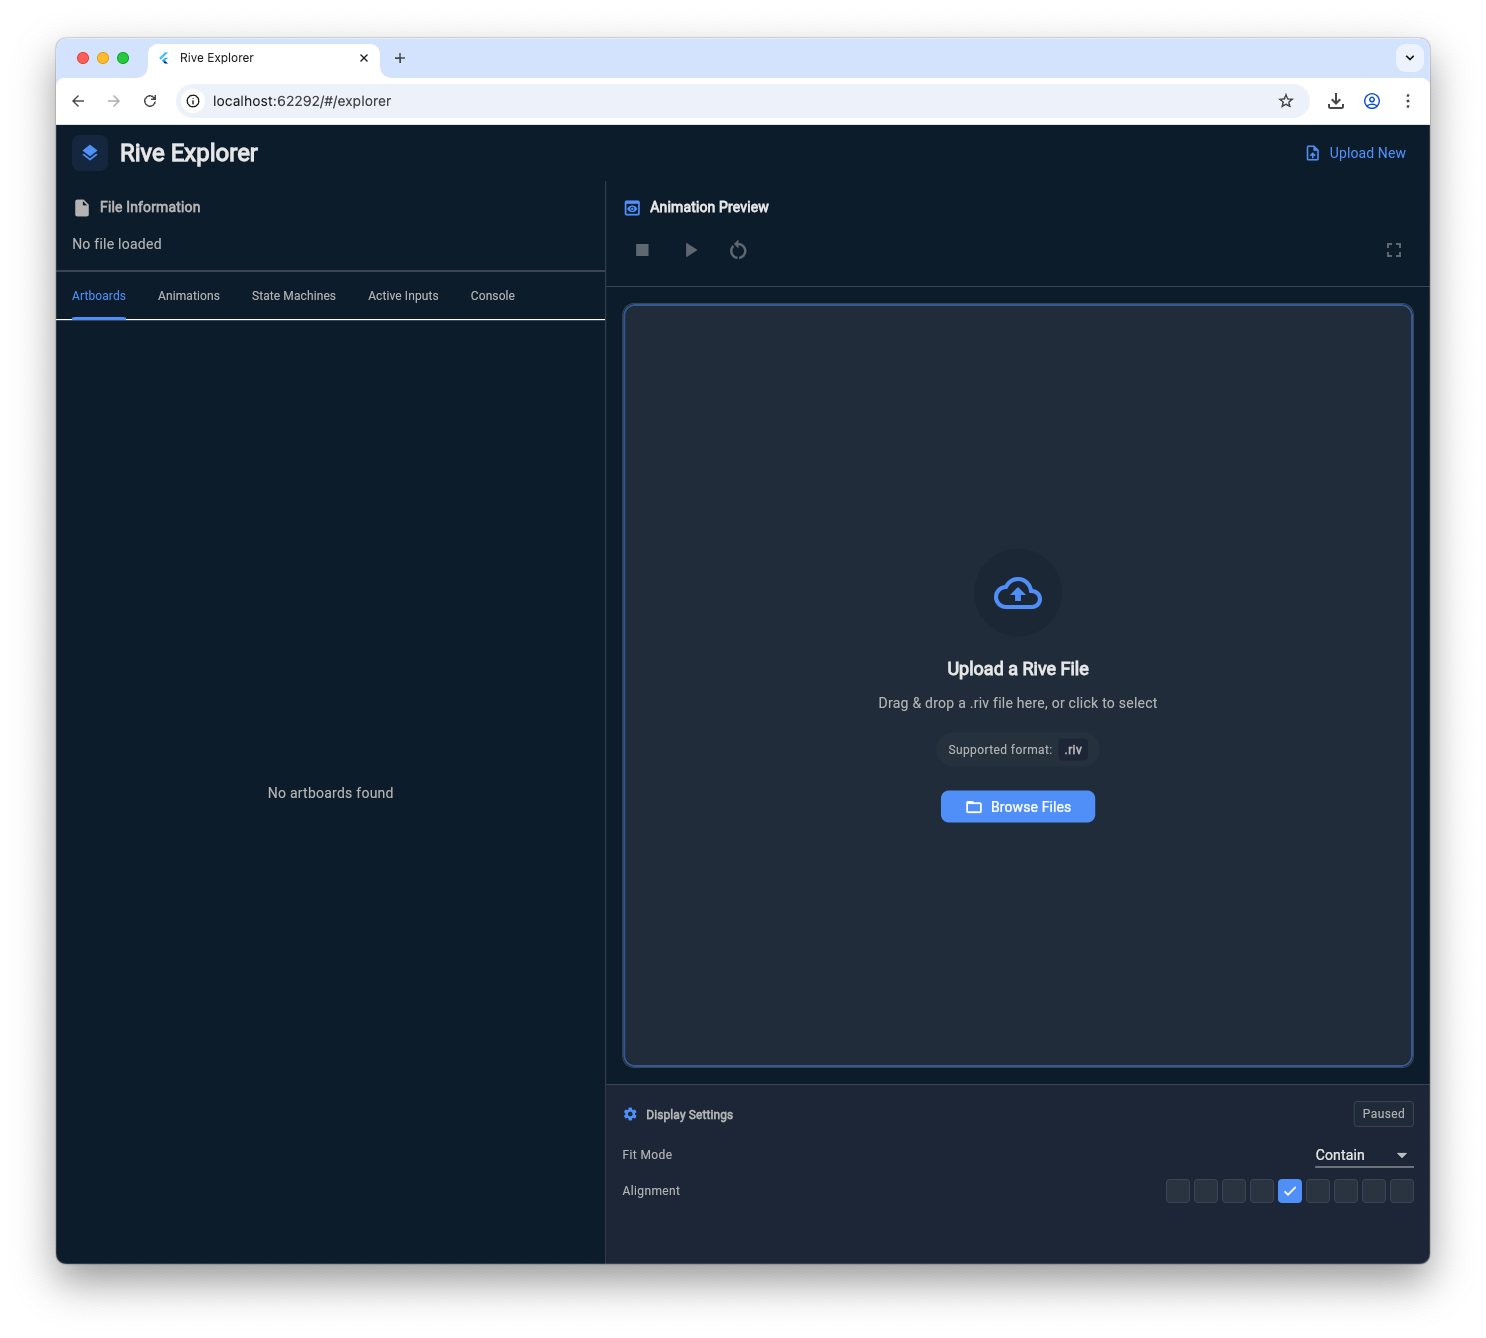 Rive Explorer
localhost:62292/#/explorer
Rive Explorer
Upload New
File Information
No file loaded
Artboards Animations State Machines Active Inputs Console
No artboards found
Animation Preview
Upload a Rive File
Drag & drop a .riv file here, or click to select
Supported format: .riv
Browse Files
Display Settings
Paused
Fit Mode
Contain
Alignment